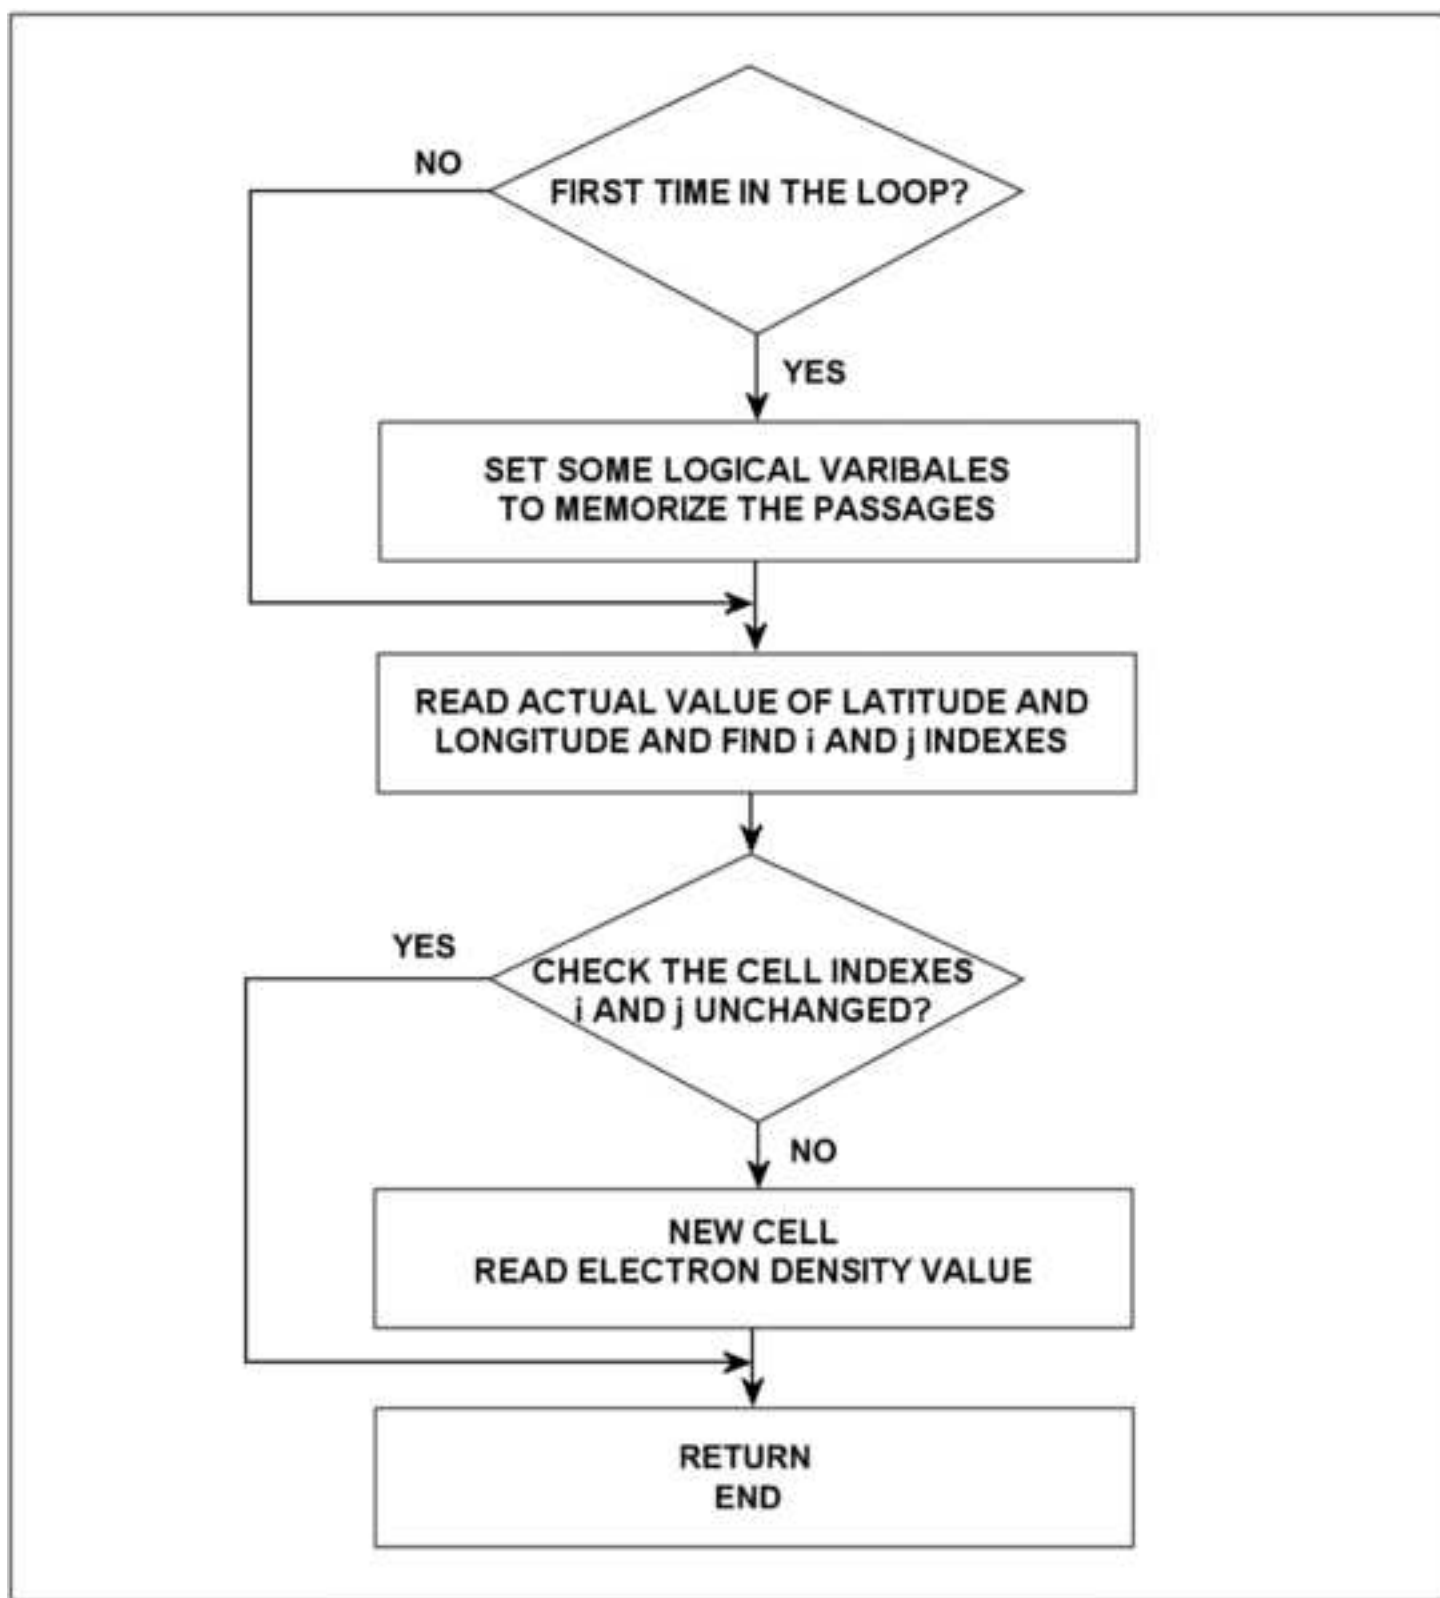 FIRST TIME IN THE LOOP?
NO
YES
SET SOME LOGICAL VARIBALES
TO MEMORIZE THE PASSAGES
READ ACTUAL VALUE OF LATITUDE AND
LONGITUDE AND FIND i AND j INDEXES
YES
CHECK THE CELL INDEXES
i AND j UNCHANGED?
NO
NEW CELL
READ ELECTRON DENSITY VALUE
RETURN
END